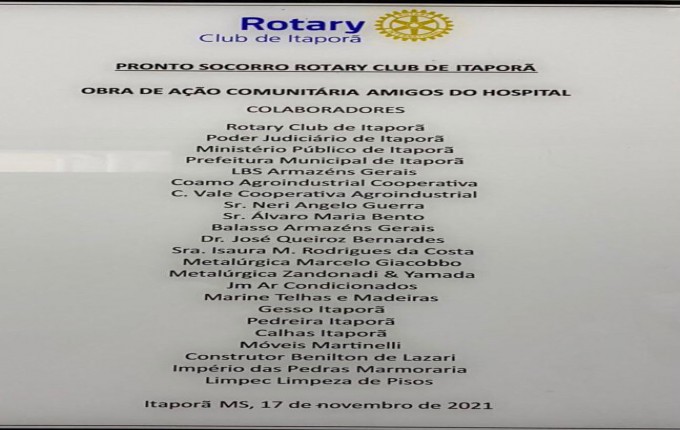 Rotary
Club de Itaporã
PRONTO SOCORRO ROTARY CLUB DE ITAPORÃ
OBRA DE AÇÃO COMUNITÁRIA AMIGOS DO HOSPITAL
COLABORADORES
Rotary Club de Itaporã
Poder Judiciário de Itaporã
Ministério Público de Itaporã
Prefeitura Municipal de Itaporã
LBS Armazéns Gerais
Coamo Agroindustrial Cooperativa
C. Vale Cooperativa Agroindustrial
Sr. Neri Angelo Guerra
Sr. Álvaro Maria Bento
Balasso Armazéns Gerais
Dr. José Queiroz Bernardes
Sra. Isaura M. Rodrigues da Costa
Metalúrgica Marcelo Giacobbo
Metalúrgica Zandonadi & Yamada
Jm Ar Condicionados
Marine Telhas e Madeiras
Gesso Itaporã
Pedreira Itaporã
Calhas Itaporã
Móveis Martinelli
Construtor Benilton de Lazari
Império das Pedras Marmoraria
Limpec Limpeza de Pisos
Itaporã MS, 17 de novembro de 2021